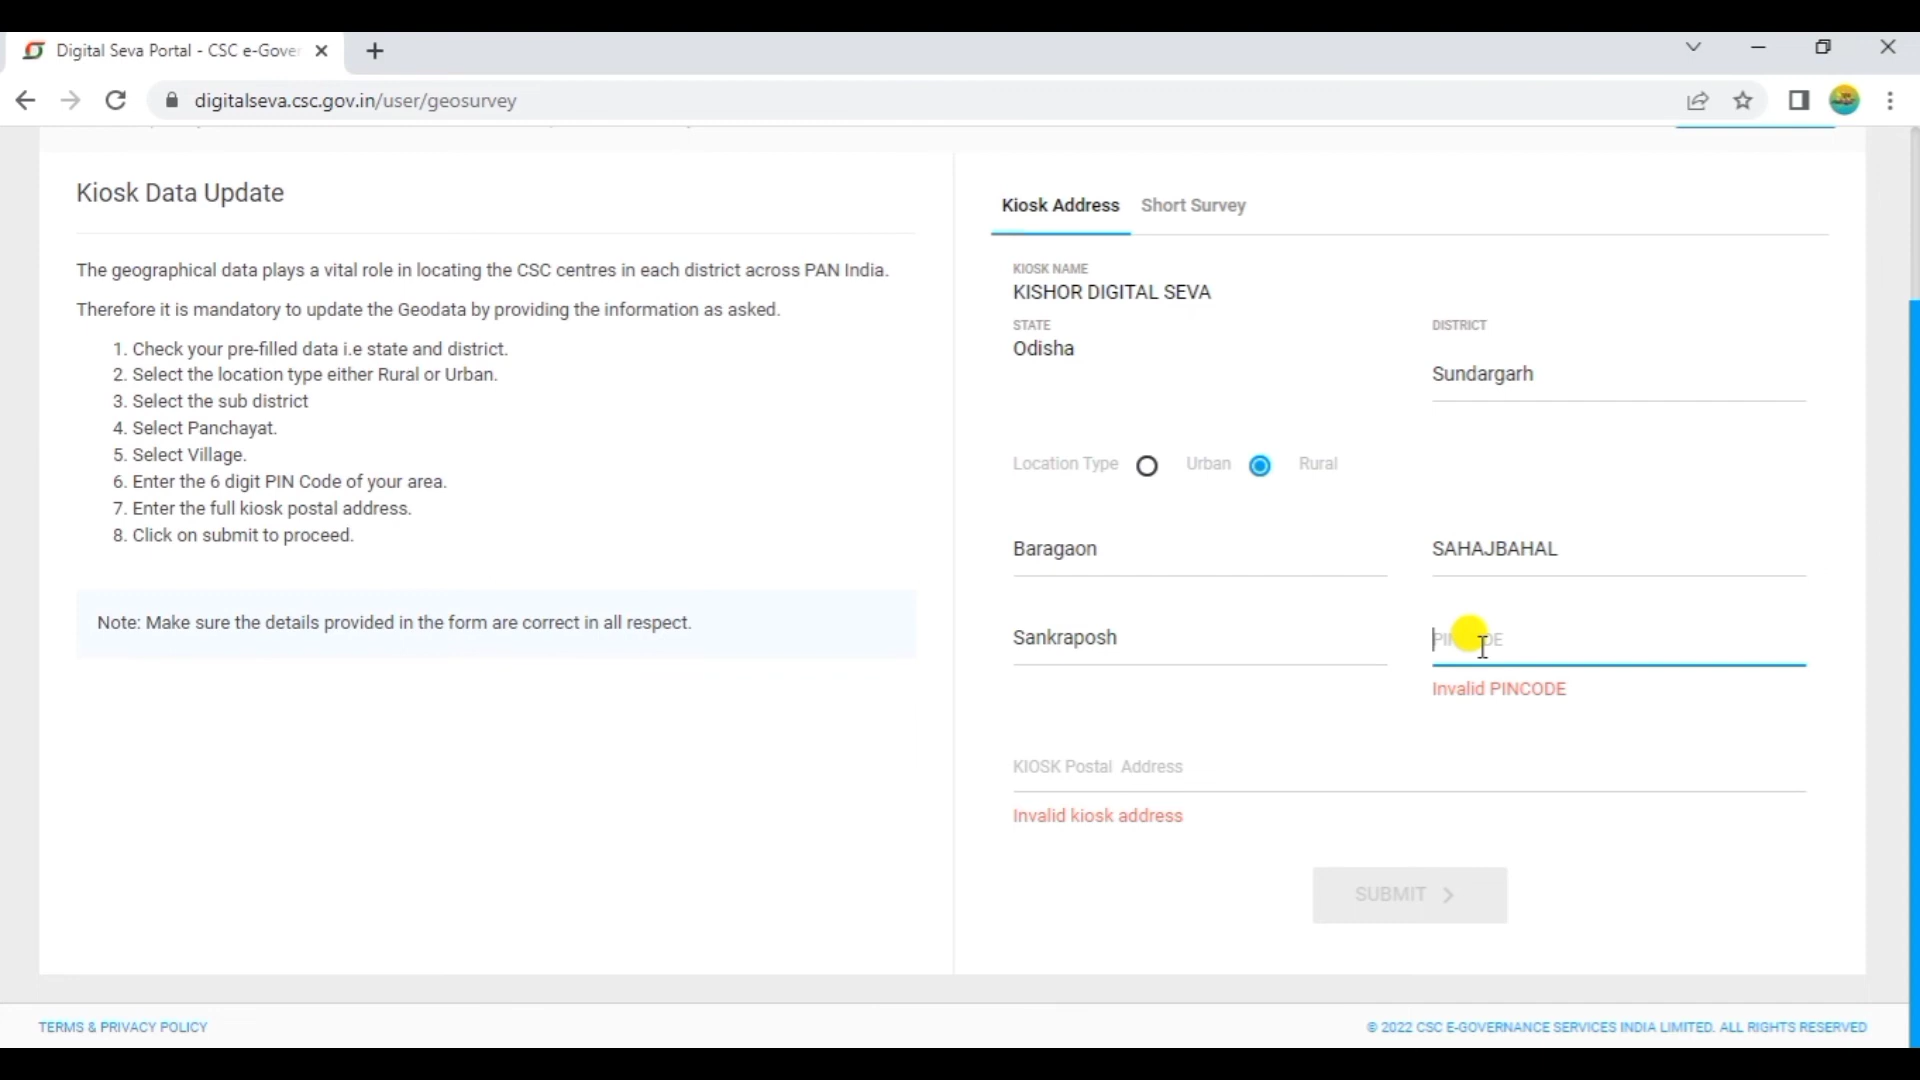 Digital Seva Portal - CSC e-Gover
digitalseva.csc.gov.in/user/geosurvey
Kiosk Data Update
The geographical data plays a vital role in locating the CSC centres in each district across PAN India.
Therefore it is mandatory to update the Geodata by providing the information as asked.
1. Check your pre-filled data i.e state and district.
2. Select the location type either Rural or Urban.
3. Select the sub district
4. Select Panchayat.
5. Select Village.
6. Enter the 6 digit PIN Code of your area.
7. Enter the full kiosk postal address.
8. Click on submit to proceed.
Note: Make sure the details provided in the form are correct in all respect.
Kiosk Address Short Survey
KIOSK NAME
KISHOR DIGITAL SEVA
STATE DISTRICT
Odisha
Sundargarh
Location Type Urban Rural
Baragaon SAHAJBAHAL
Sankraposh
Invalid PINCODE
KIOSK Postal Address
Invalid kiosk address
SUBMIT
TERMS & PRIVACY POLICY © 2022 CSC E-GOVERNANCE SERVICES INDIA LIMITED. ALL RIGHTS RESERVED